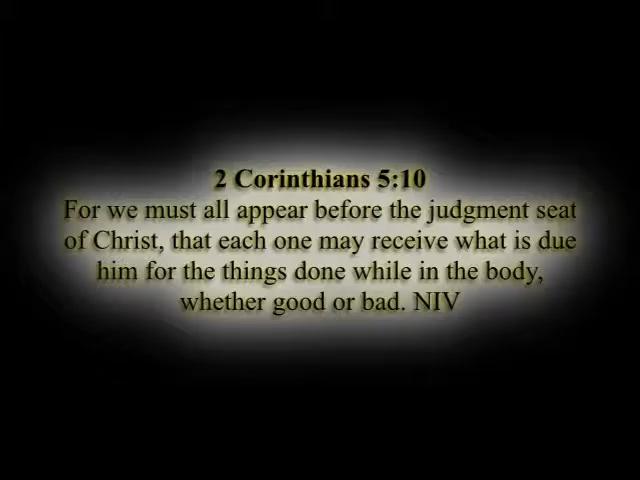 2 Corinthians 5:10
For we must all appear before the judgment seat
of Christ, that each one may receive what is due
him for the things done while in the body,
whether good or bad. NIV